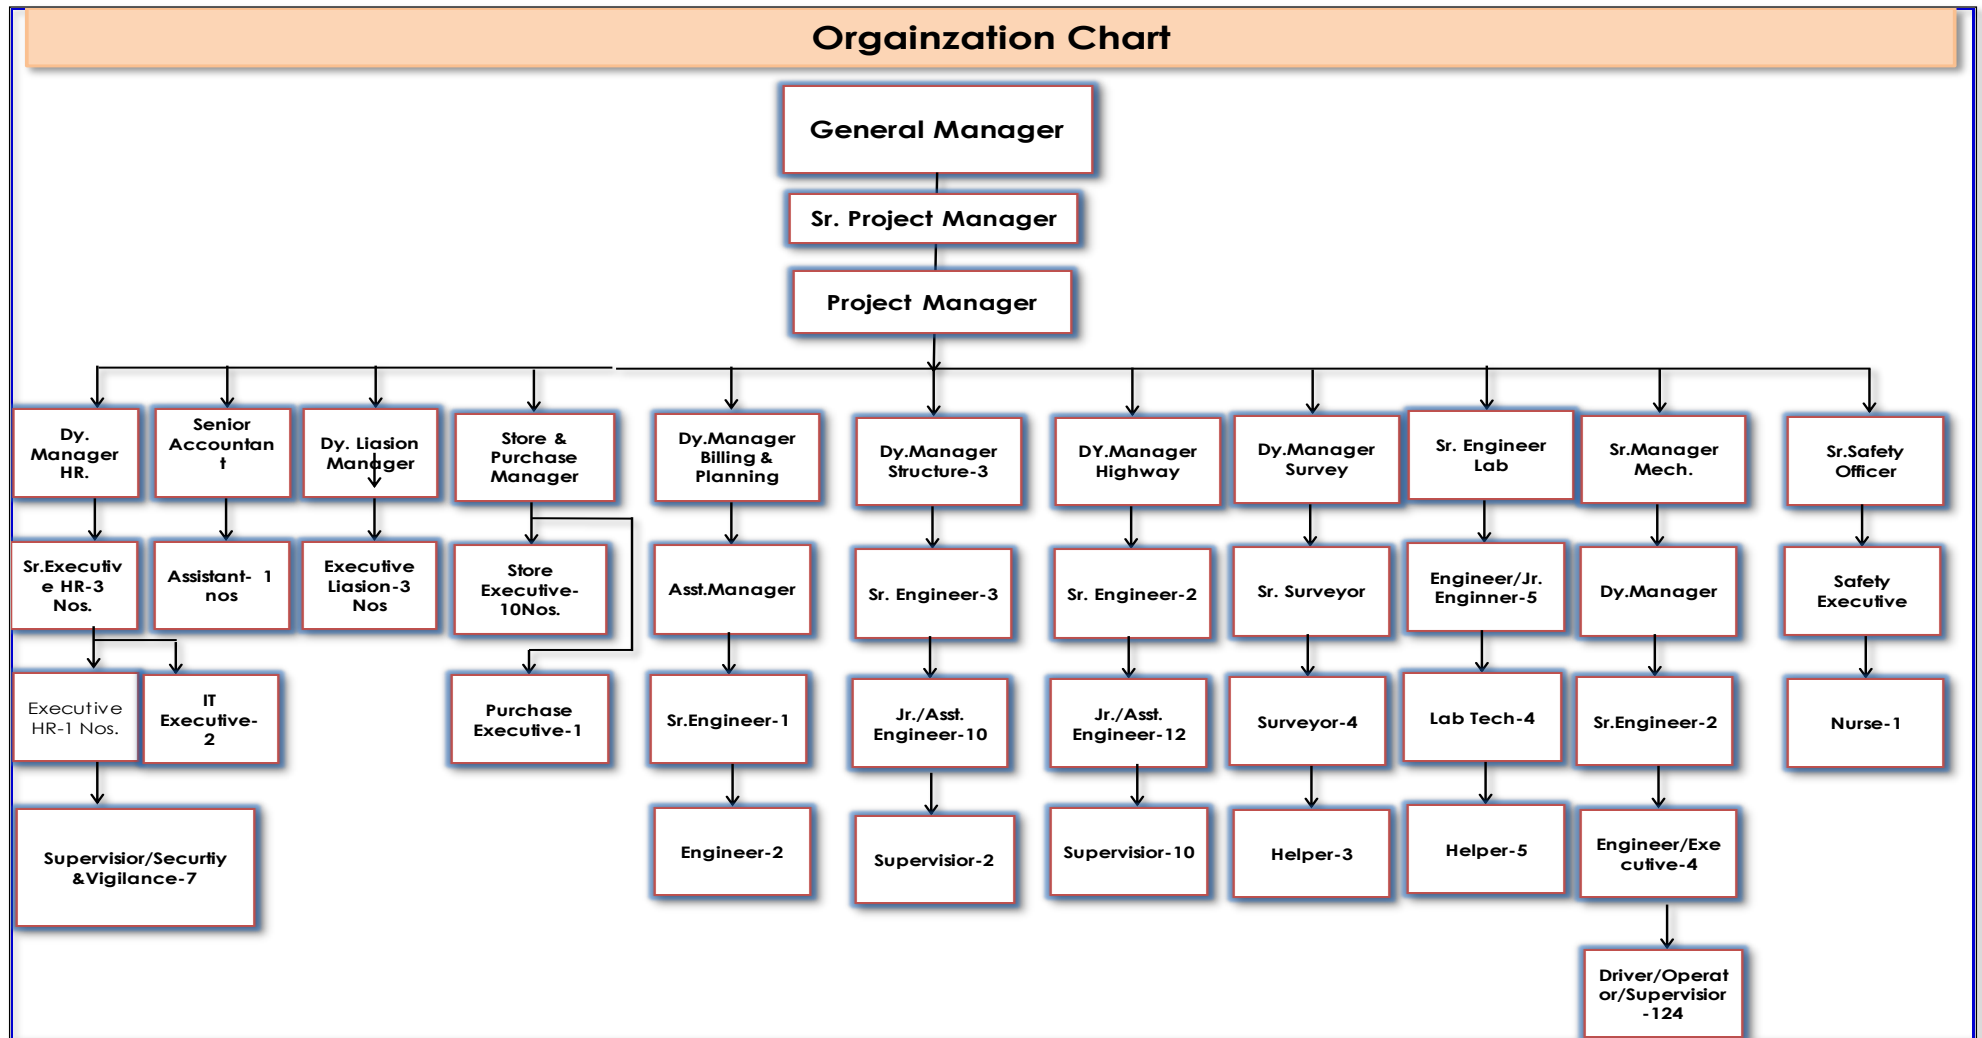 Orgainzation Chart
General Manager
Sr. Project Manager
Project Manager
Dy.
Manager
HR.
Senior
Accountan
t
Dy. Liasion
Manager
Store &
Purchase
Manager
Dy.Manager
Billing &
Planning
Dy.Manager
Structure-3
DY.Manager
Highway
Dy.Manager
Survey
Sr. Engineer
Lab
Sr.Manager
Mech.
Sr.Safety
Officer
Sr.Executiv
e HR-3
Nos.
Assistant- 1
nos
Executive
Liasion-3
Nos
Store
Executive-
10Nos.
Asst.Manager
Sr. Engineer-3
Sr. Engineer-2
Sr. Surveyor
Engineer/Jr.
Enginner-5
Dy.Manager
Safety
Executive
Executive
HR-1 Nos.
IT
Executive-
2
Purchase
Executive-1
Sr.Engineer-1
Jr./Asst.
Engineer-10
Jr./Asst.
Engineer-12
Surveyor-4
Lab Tech-4
Sr.Engineer-2
Nurse-1
Supervisior/Securtiy
&Vigilance-7
Engineer-2
Supervisior-2
Supervisior-10
Helper-3
Helper-5
Engineer/Exe
cutive-4
Driver/Operat
or/Supervisior
-124